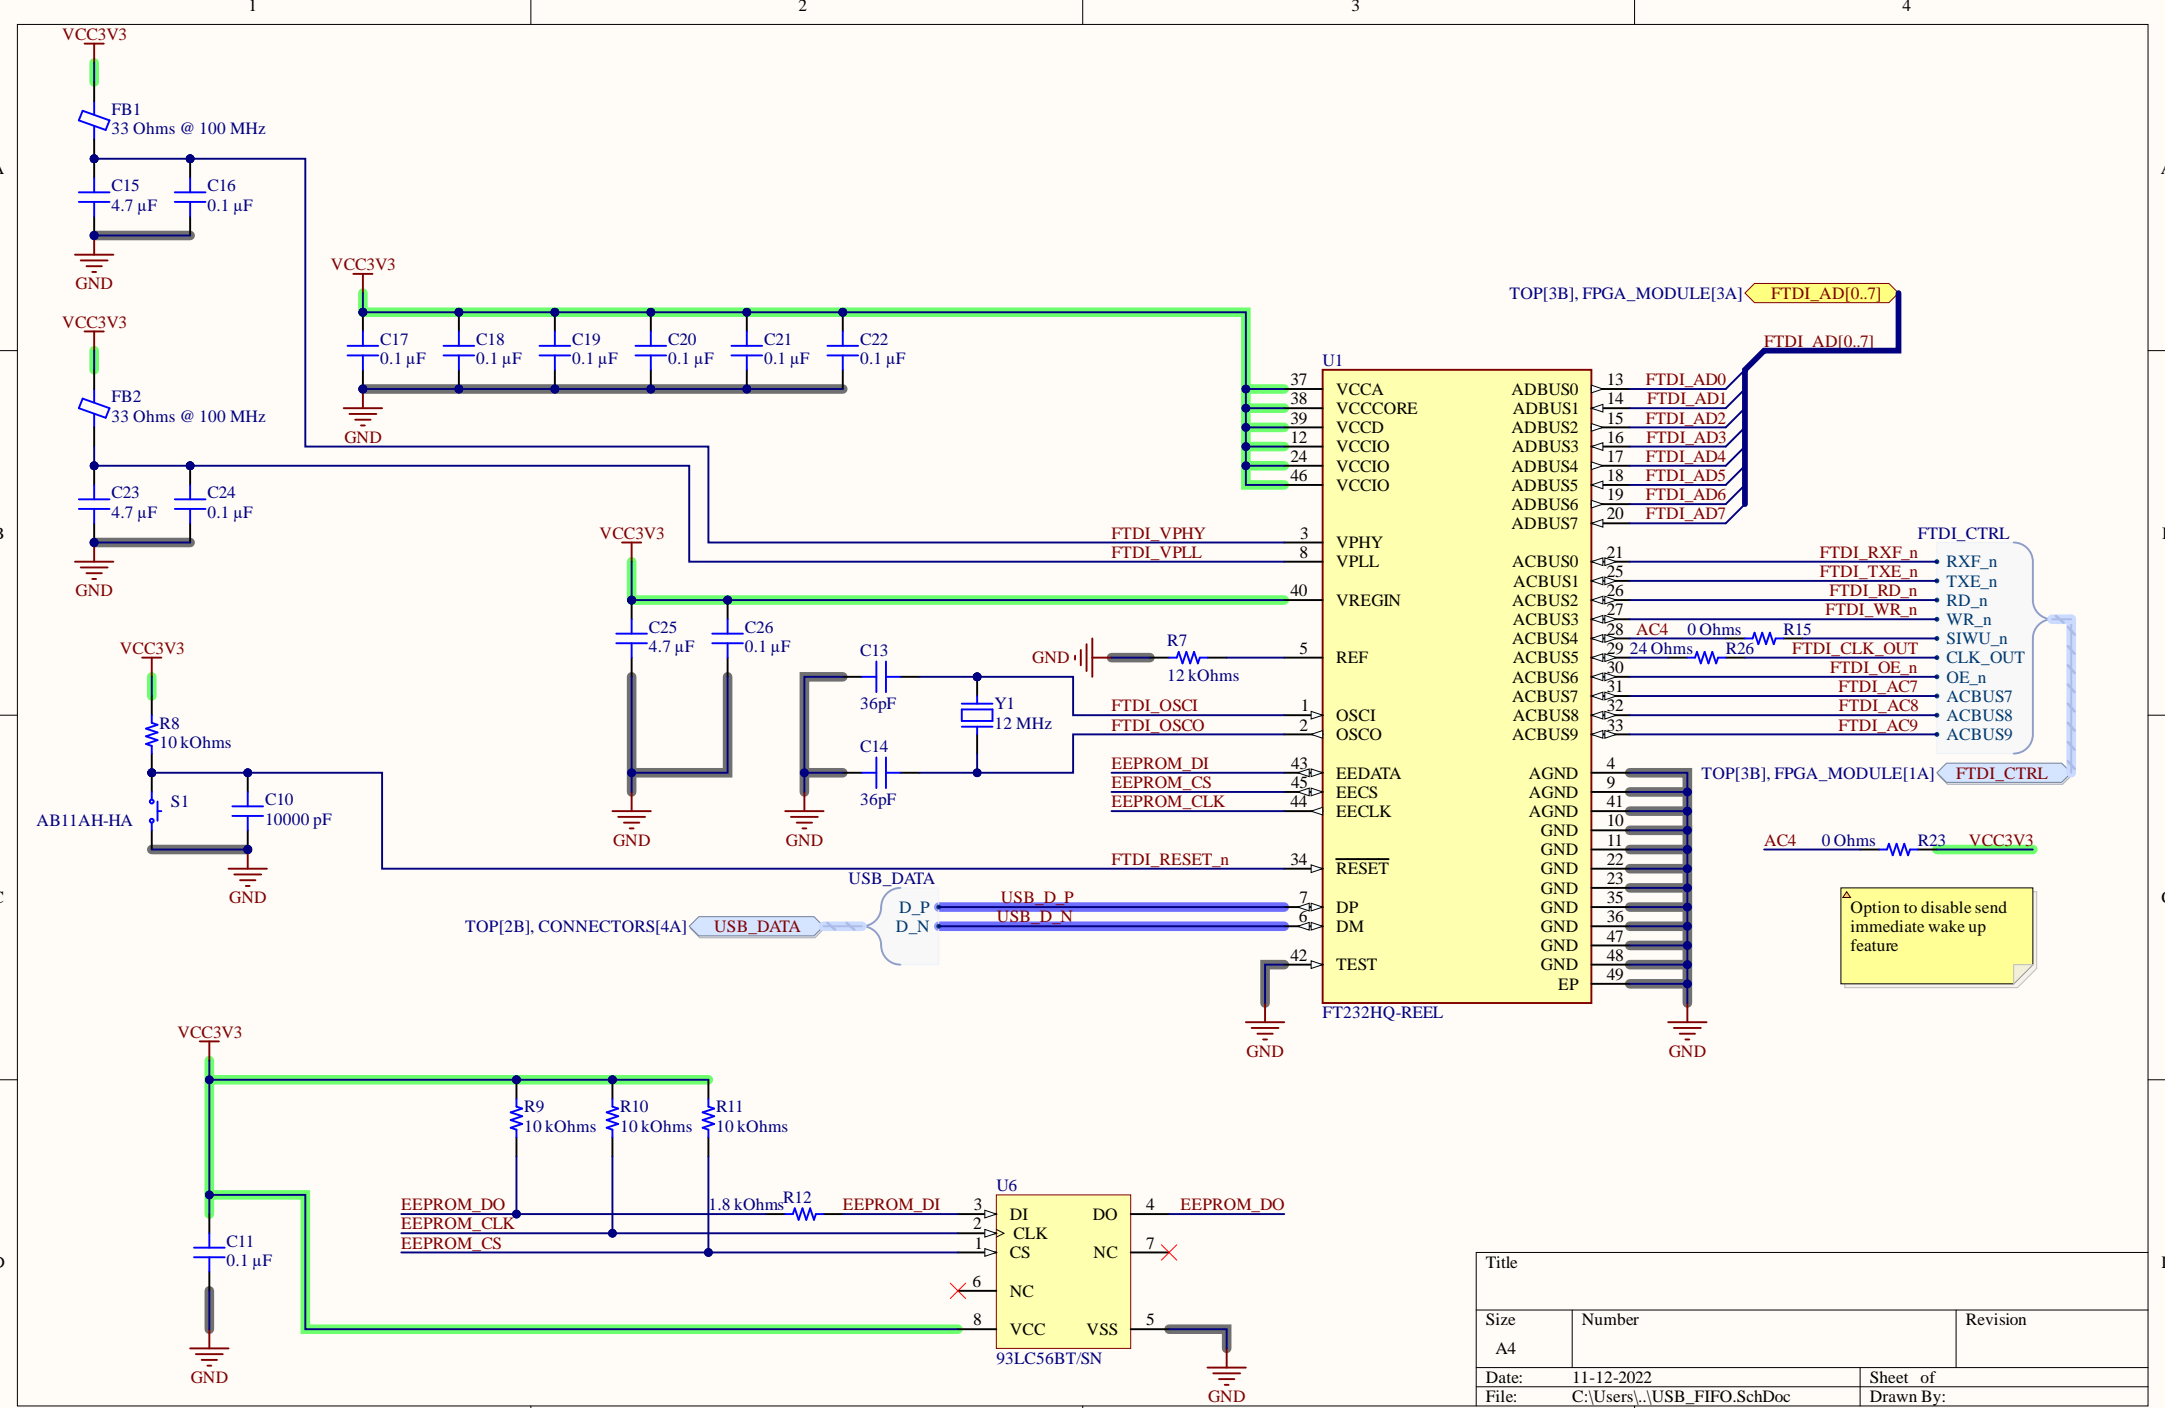 1
2
3
4
VCC3V3
FB1
33 Ohms @ 100 MHz
C15
4.7 µF
C16
0.1 µF
GND
VCC3V3
FB2
33 Ohms @ 100 MHz
C23
4.7 µF
C24
0.1 µF
GND
VCC3V3
C17
0.1 µF
C18
0.1 µF
C19
0.1 µF
C20
0.1 µF
C21
0.1 µF
C22
0.1 µF
GND
VCC3V3
C25
4.7 µF
C26
0.1 µF
GND
VCC3V3
R8
10 kOhms
S1
AB11AH-HA
C10
10000 pF
GND
C13
36pF
C14
36pF
GND
Y1
12 MHz
GND
R7
12 kOhms
FTDI_VPHY
FTDI_VPLL
FTDI_OSCI
FTDI_OSCO
EEPROM_DI
EEPROM_CS
EEPROM_CLK
FTDI_RESET_n
USB_DATA
TOP[2B], CONNECTORS[4A]
USB_DATA
D_P
D_N
USB_D_P
USB_D_N
GND
U1
37 VCCA
38 VCCCORE
39 VCCD
12 VCCIO
24 VCCIO
46 VCCIO
3 VPHY
8 VPLL
40 VREGIN
5 REF
1 OSCI
2 OSCO
43 EEDATA
45 EECS
44 EECLK
34 RESET
7 DP
6 DM
42 TEST
ADBUS0 13 FTDI_AD0
ADBUS1 14 FTDI_AD1
ADBUS2 15 FTDI_AD2
ADBUS3 16 FTDI_AD3
ADBUS4 17 FTDI_AD4
ADBUS5 18 FTDI_AD5
ADBUS6 19 FTDI_AD6
ADBUS7 20 FTDI_AD7
ACBUS0 21 FTDI_RXF_n RXF_n
ACBUS1 25 FTDI_TXE_n TXE_n
ACBUS2 26 FTDI_RD_n RD_n
ACBUS3 27 FTDI_WR_n WR_n
ACBUS4 28 AC4 0 Ohms R15 SIWU_n
ACBUS5 29 24 Ohms R26 FTDI_CLK_OUT CLK_OUT
ACBUS6 30 FTDI_OE_n OE_n
ACBUS7 31 FTDI_AC7 ACBUS7
ACBUS8 32 FTDI_AC8 ACBUS8
ACBUS9 33 FTDI_AC9 ACBUS9
AGND 4
AGND 9
AGND 41
GND 10
GND 11
GND 22
GND 23
GND 35
GND 36
GND 47
GND 48
EP 49
FT232HQ-REEL
GND
TOP[3B], FPGA_MODULE[3A]
FTDI_AD[0..7]
FTDI_AD[0..7]
FTDI_CTRL
TOP[3B], FPGA_MODULE[1A]
FTDI_CTRL
AC4 0 Ohms R23 VCC3V3
Option to disable send
immediate wake up
feature
VCC3V3
R9
10 kOhms
R10
10 kOhms
R11
10 kOhms
C11
0.1 µF
GND
EEPROM_DO
EEPROM_CLK
EEPROM_CS
1.8 kOhms R12
EEPROM_DI
U6
3 DI
2 CLK
1 CS
6 NC
8 VCC
DO 4
NC 7
VSS 5
EEPROM_DO
93LC56BT/SN
GND
Title
Size
A4
Number
Revision
Date: 11-12-2022 Sheet of
File: C:\Users\..\USB_FIFO.SchDoc Drawn By: